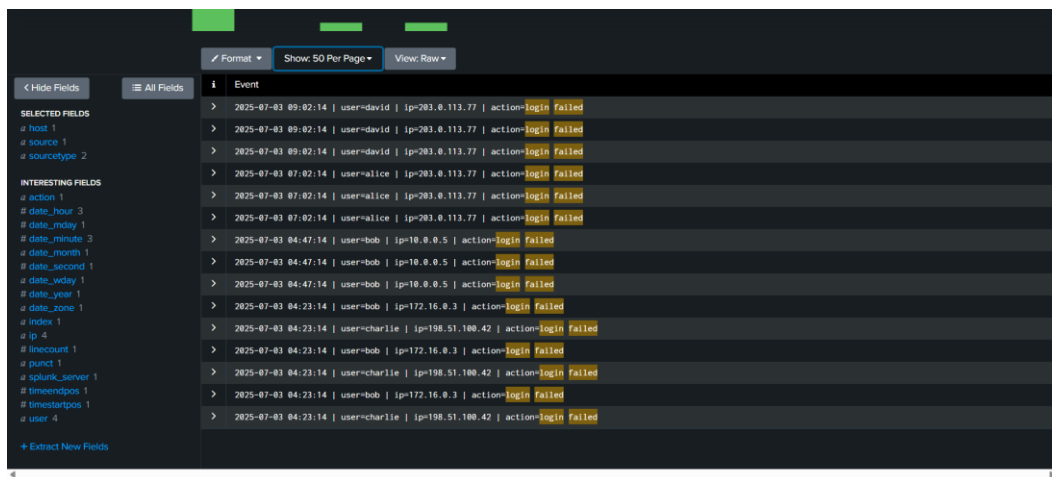 Format Show: 50 Per Page View: Raw
Hide Fields All Fields i Event
SELECTED FIELDS
a host 1
a source 1
a sourcetype 2
INTERESTING FIELDS
a action 1
# date_hour 3
# date_mday 1
# date_minute 3
a date_month 1
# date_second 1
a date_wday 1
# date_year 1
a date_zone 1
a index 1
a ip 4
# linecount 1
a punct 1
a splunk_server 1
# timeendpos 1
# timestartpos 1
a user 4
+ Extract New Fields
> 2025-07-03 09:02:14 | user=david | ip=203.0.113.77 | action=login failed
> 2025-07-03 09:02:14 | user=david | ip=203.0.113.77 | action=login failed
> 2025-07-03 09:02:14 | user=david | ip=203.0.113.77 | action=login failed
> 2025-07-03 07:02:14 | user=alice | ip=203.0.113.77 | action=login failed
> 2025-07-03 07:02:14 | user=alice | ip=203.0.113.77 | action=login failed
> 2025-07-03 07:02:14 | user=alice | ip=203.0.113.77 | action=login failed
> 2025-07-03 04:47:14 | user=bob | ip=10.0.0.5 | action=login failed
> 2025-07-03 04:47:14 | user=bob | ip=10.0.0.5 | action=login failed
> 2025-07-03 04:47:14 | user=bob | ip=10.0.0.5 | action=login failed
> 2025-07-03 04:23:14 | user=bob | ip=172.16.0.3 | action=login failed
> 2025-07-03 04:23:14 | user=charlie | ip=198.51.100.42 | action=login failed
> 2025-07-03 04:23:14 | user=bob | ip=172.16.0.3 | action=login failed
> 2025-07-03 04:23:14 | user=charlie | ip=198.51.100.42 | action=login failed
> 2025-07-03 04:23:14 | user=bob | ip=172.16.0.3 | action=login failed
> 2025-07-03 04:23:14 | user=charlie | ip=198.51.100.42 | action=login failed